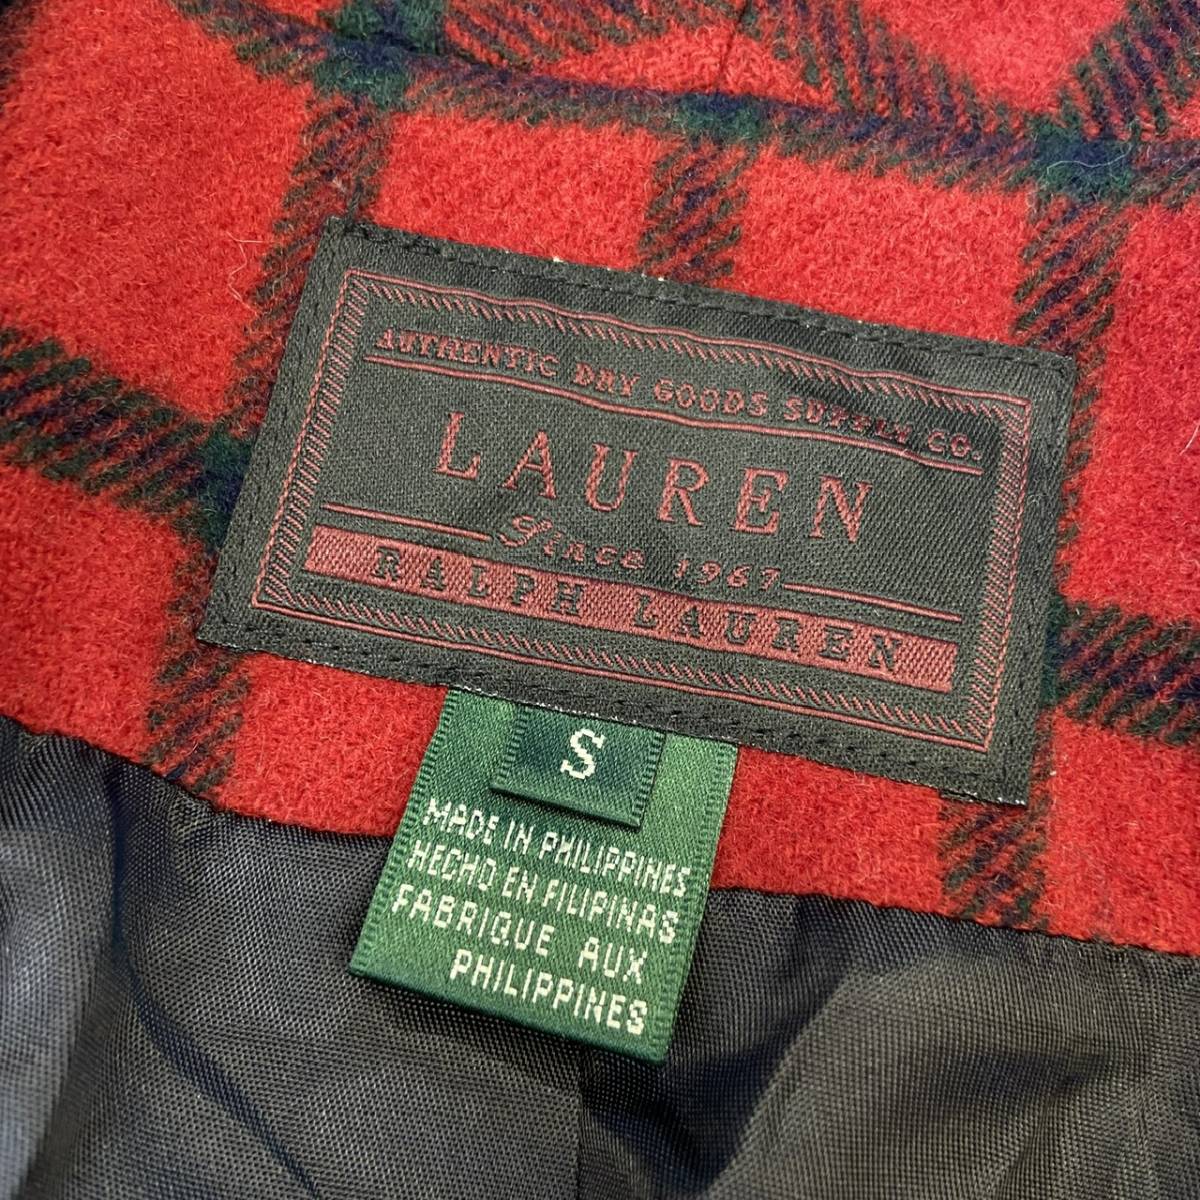 AUTHENTIC DRY GOODS SUPPLY CO.
LAUREN
Since 1967
RALPH LAUREN
S
MADE IN PHILIPPINES
HECHO EN FILIPINAS
FABRIQUE AUX
PHILIPPINES